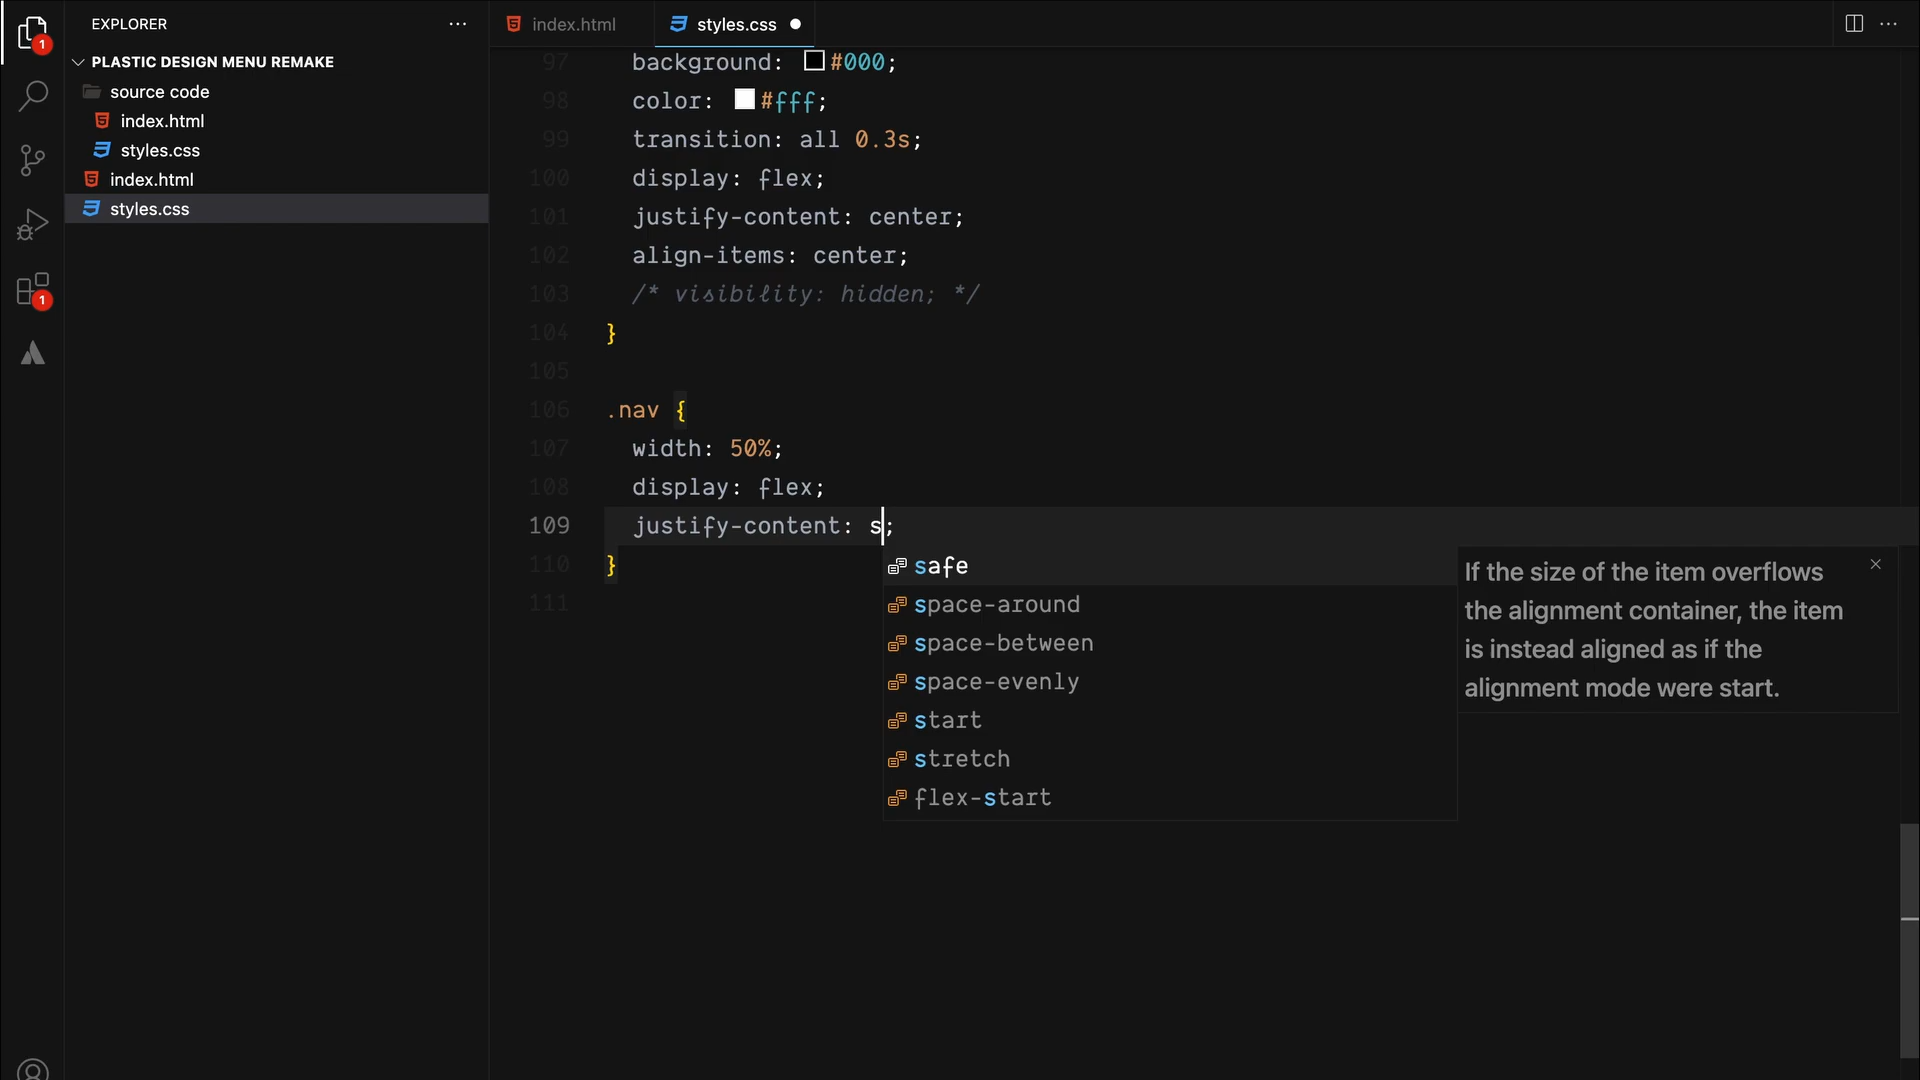 EXPLORER
PLASTIC DESIGN MENU REMAKE
source code
index.html
styles.css
index.html
styles.css
1
1
index.html
styles.css
97 background: #000;
98 color: #fff;
99 transition: all 0.3s;
100 display: flex;
101 justify-content: center;
102 align-items: center;
103 /* visibility: hidden; */
104 }
105
106 .nav {
107 width: 50%;
108 display: flex;
109 justify-content: s;
110 }
111
safe
space-around
space-between
space-evenly
start
stretch
flex-start
If the size of the item overflows
the alignment container, the item
is instead aligned as if the
alignment mode were start.